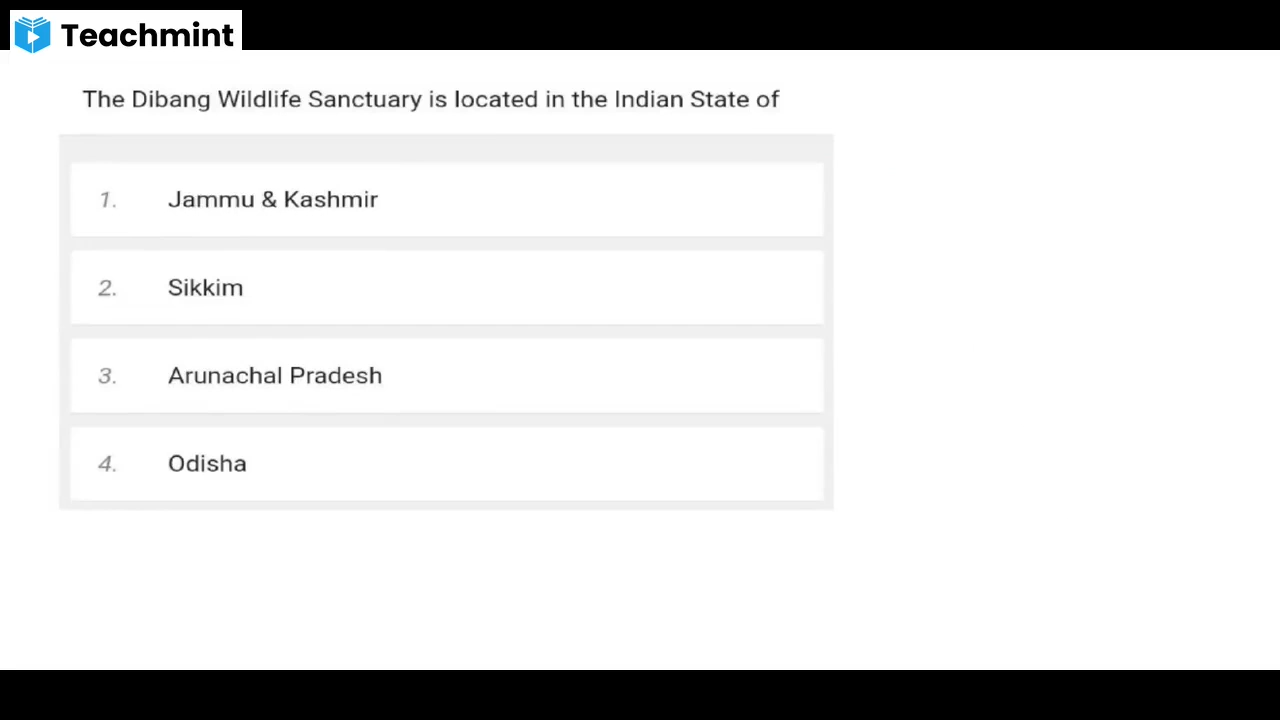 Teachmint
The Dibang Wildlife Sanctuary is located in the Indian State of
1. Jammu & Kashmir
2. Sikkim
3. Arunachal Pradesh
4. Odisha